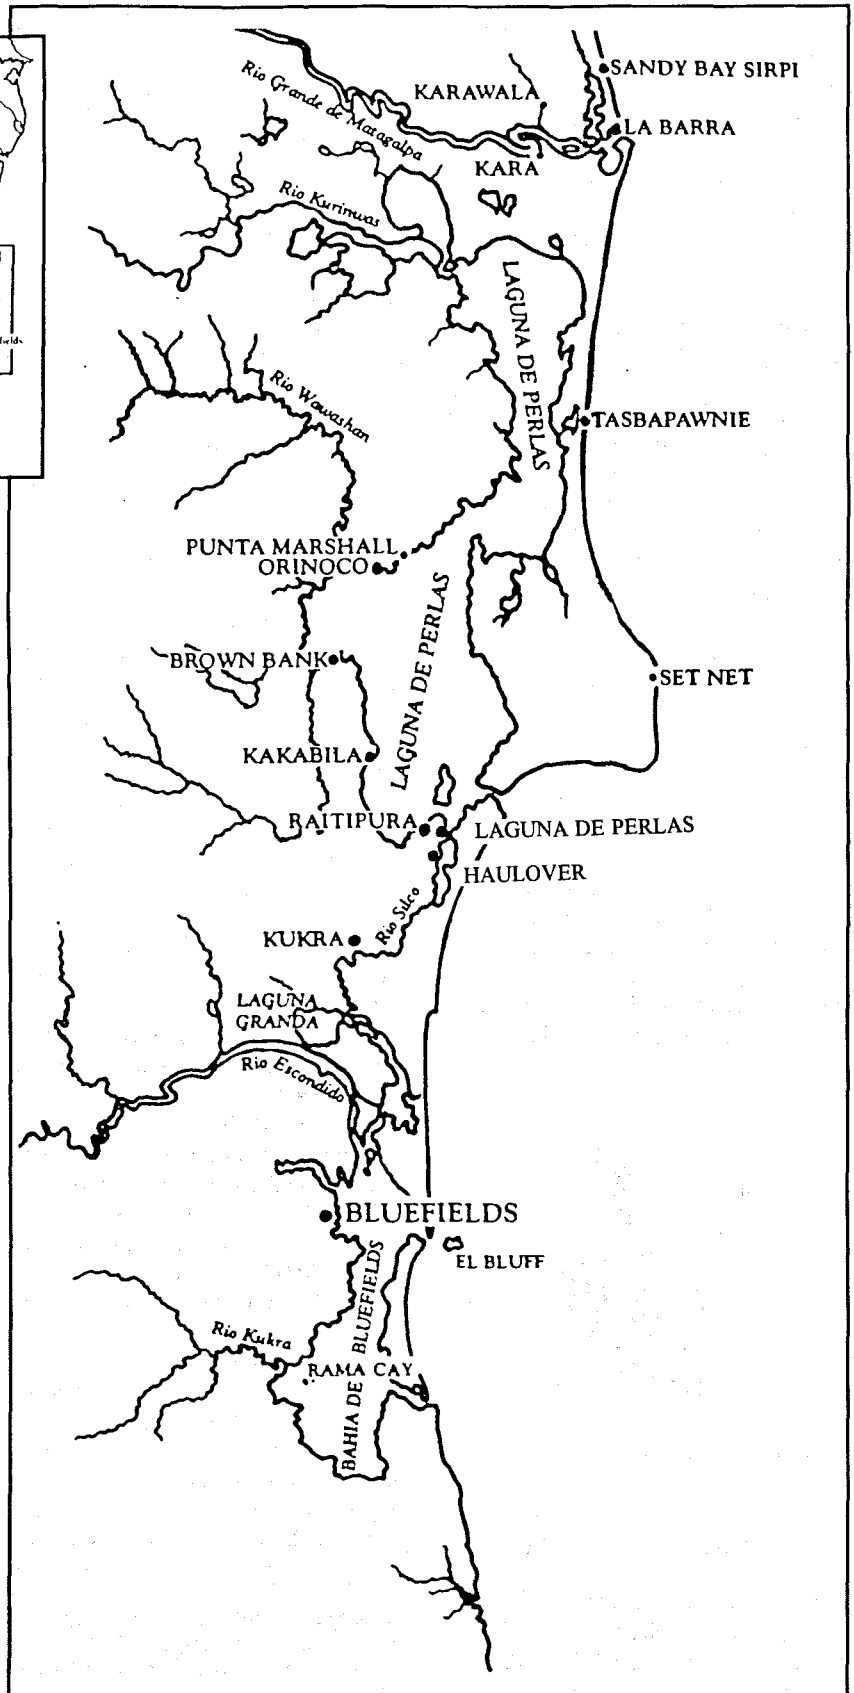 SANDY BAY SIRPI
KARAWALA
Rio Grande de Matagalpa
LA BARRA
KARA
Rio Kurinwas
LAGUNA DE PERLAS
fields
Rio Wawashan
TASBAPAWNIE
PUNTA MARSHALL
ORINOCO
LAGUNA DE PERLAS
BROWN BANK
SET NET
KAKABILA
RAITIPURA
LAGUNA DE PERLAS
HAULOVER
Rio Silco
KUKRA
LAGUNA
GRANDA
Rio Escondido
BLUEFIELDS
EL BLUFF
BAHIA DE BLUEFIELDS
Rio Kukra
RAMA CAY